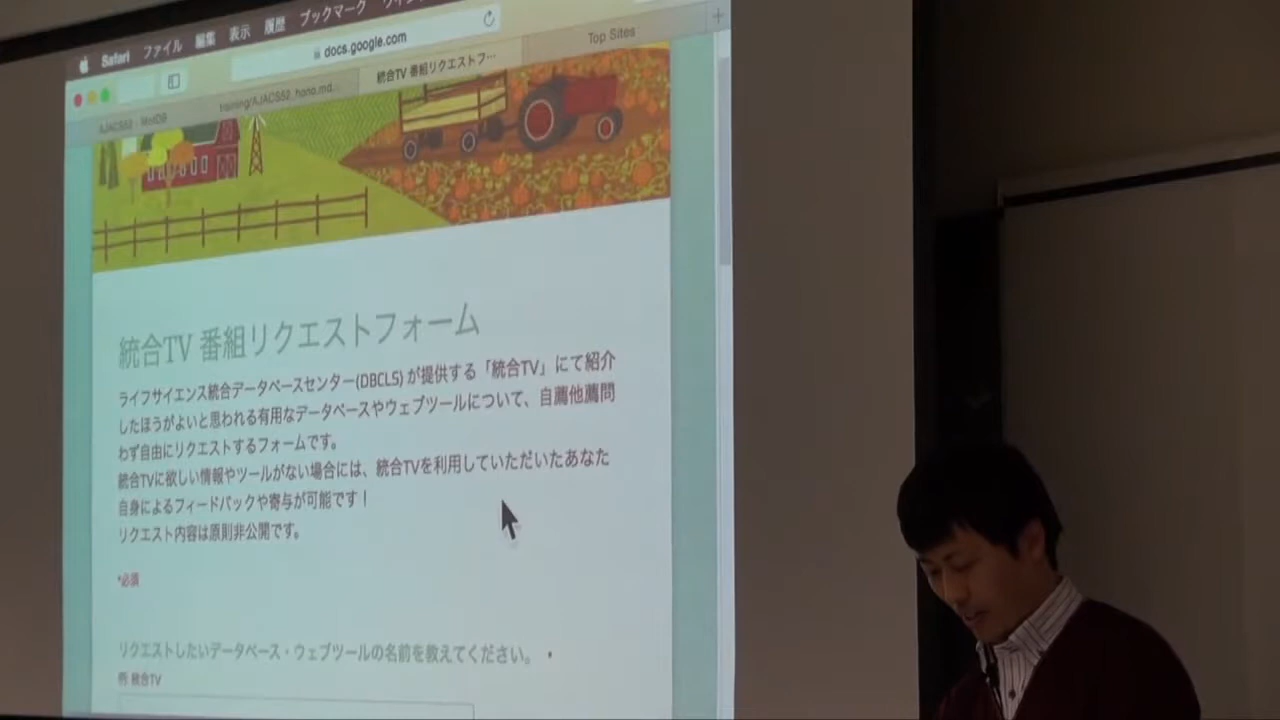 Safari ファイル 編集 表示 履歴 ブックマーク
docs.google.com
AJACS52 - MotDB
training/AJACS52_hono.md...
統合TV 番組リクエストフ...
Top Sites
統合TV 番組リクエストフォーム
ライフサイエンス統合データベースセンター(DBCLS) が提供する「統合TV」にて紹介
したほうがよいと思われる有用なデータベースやウェブツールについて、自薦他薦問
わず自由にリクエストするフォームです。
統合TVに欲しい情報やツールがない場合には、統合TVを利用していただいたあなた
自身によるフィードバックや寄与が可能です！
リクエスト内容は原則非公開です。
*必須
リクエストしたいデータベース・ウェブツールの名前を教えてください。 *
例 統合TV